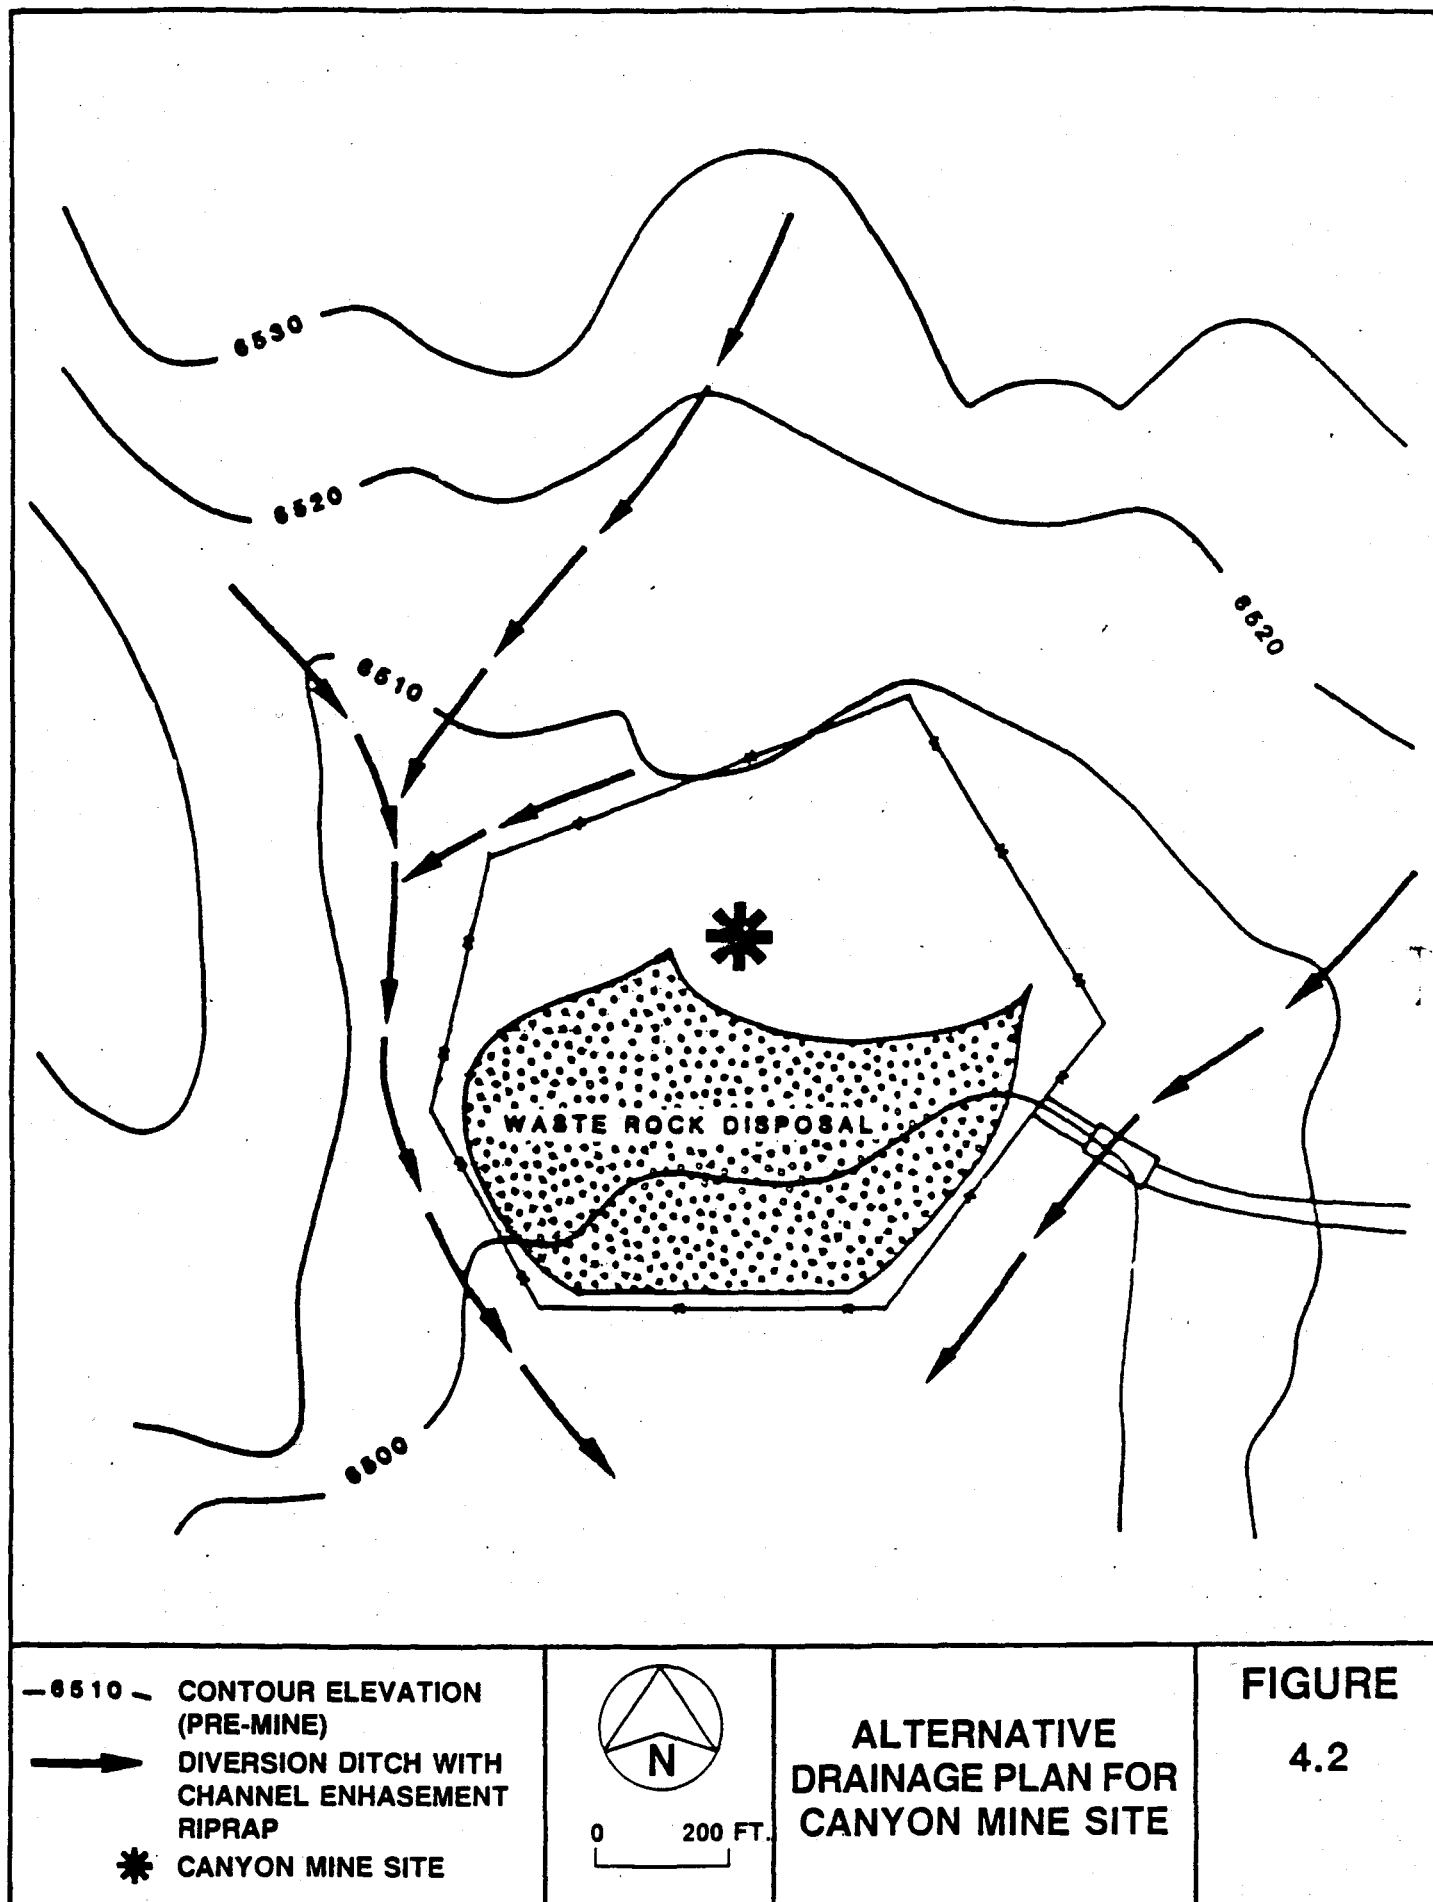 6530
6520
6520
6510
WASTE ROCK DISPOSAL
6500
6510
CONTOUR ELEVATION
(PRE-MINE)
DIVERSION DITCH WITH
CHANNEL ENHASEMENT
RIPRAP
CANYON MINE SITE
N
0 200 FT.
ALTERNATIVE
DRAINAGE PLAN FOR
CANYON MINE SITE
FIGURE
4.2